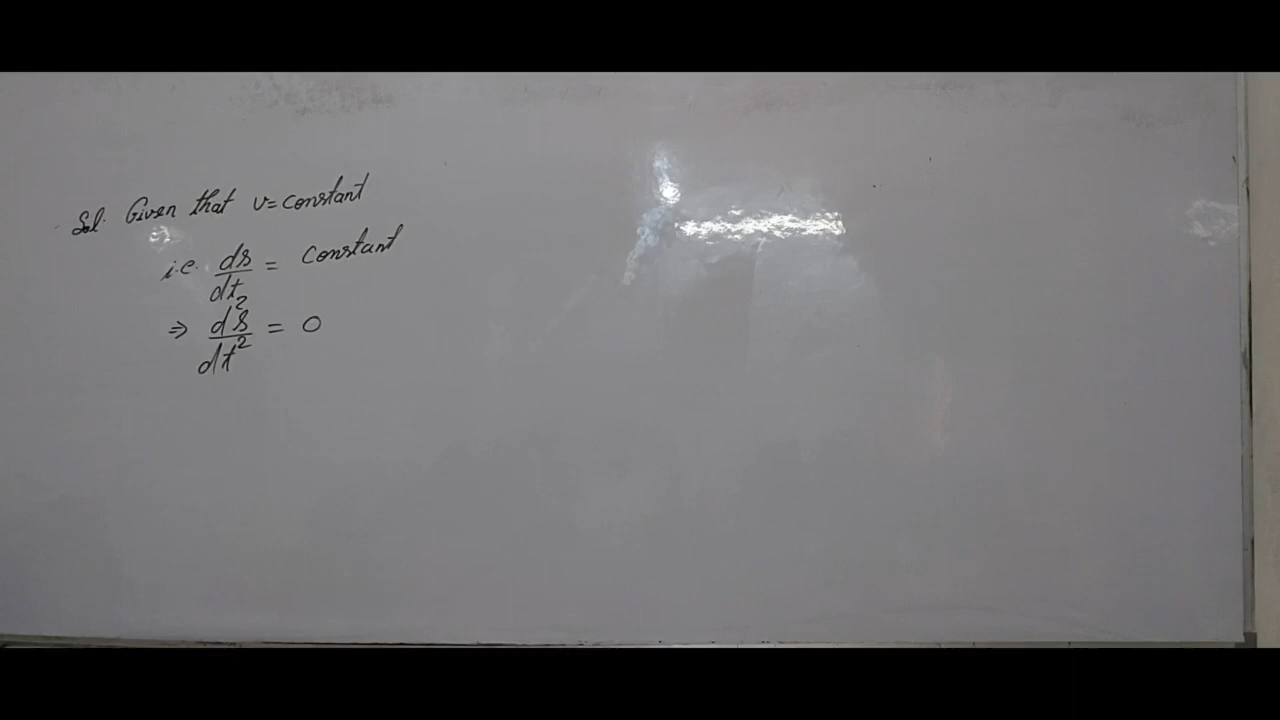 Sol. Given that v = constant
i.e. ds/dt = constant
⇒ d²s/dt² = 0